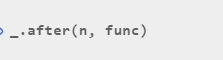 _.after(n, func)